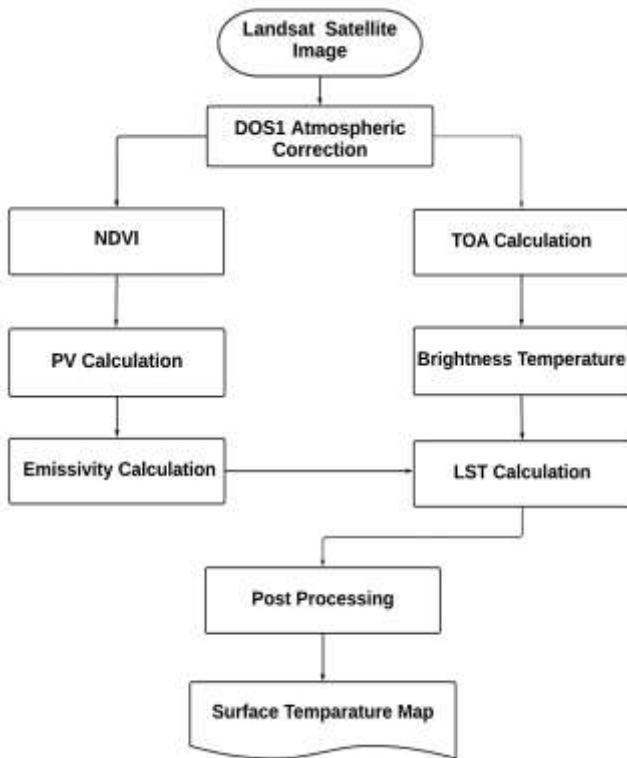 Landsat Satellite
Image
DOS1 Atmospheric
Correction
NDVI
TOA Calculation
PV Calculation
Brightness Temperature
Emissivity Calculation
LST Calculation
Post Processing
Surface Temparature Map